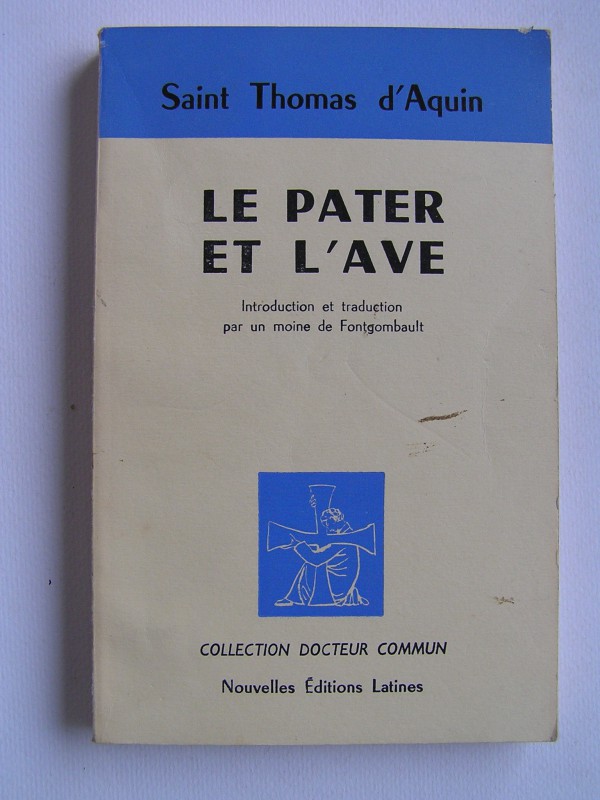 Saint Thomas d'Aquin
LE PATER
ET L'AVE
Introduction et traduction
par un moine de Fontgombault
COLLECTION DOCTEUR COMMUN
Nouvelles Éditions Latines